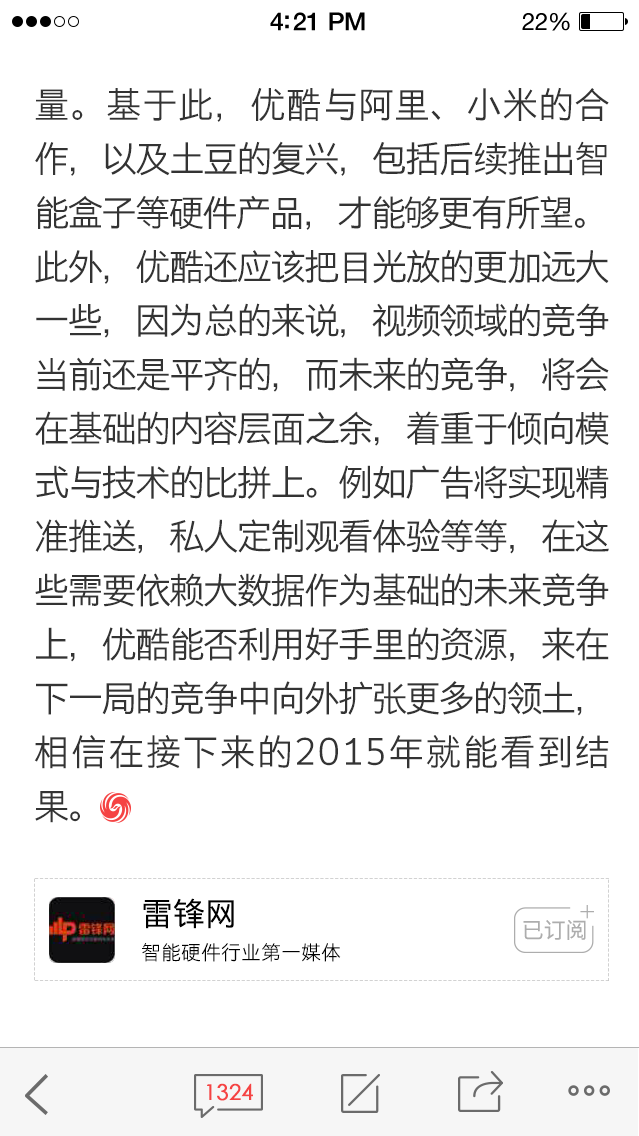 4:21 PM
22%
量。基于此，优酷与阿里、小米的合
作，以及土豆的复兴，包括后续推出智
能盒子等硬件产品，才能够更有所望。
此外，优酷还应该把目光放的更加远大
一些，因为总的来说，视频领域的竞争
当前还是平齐的，而未来的竞争，将会
在基础的内容层面之余，着重于倾向模
式与技术的比拼上。例如广告将实现精
准推送，私人定制观看体验等等，在这
些需要依赖大数据作为基础的未来竞争
上，优酷能否利用好手里的资源，来在
下一局的竞争中向外扩张更多的领土，
相信在接下来的2015年就能看到结
果。
雷锋网
雷锋网
智能硬件行业第一媒体
已订阅
1324